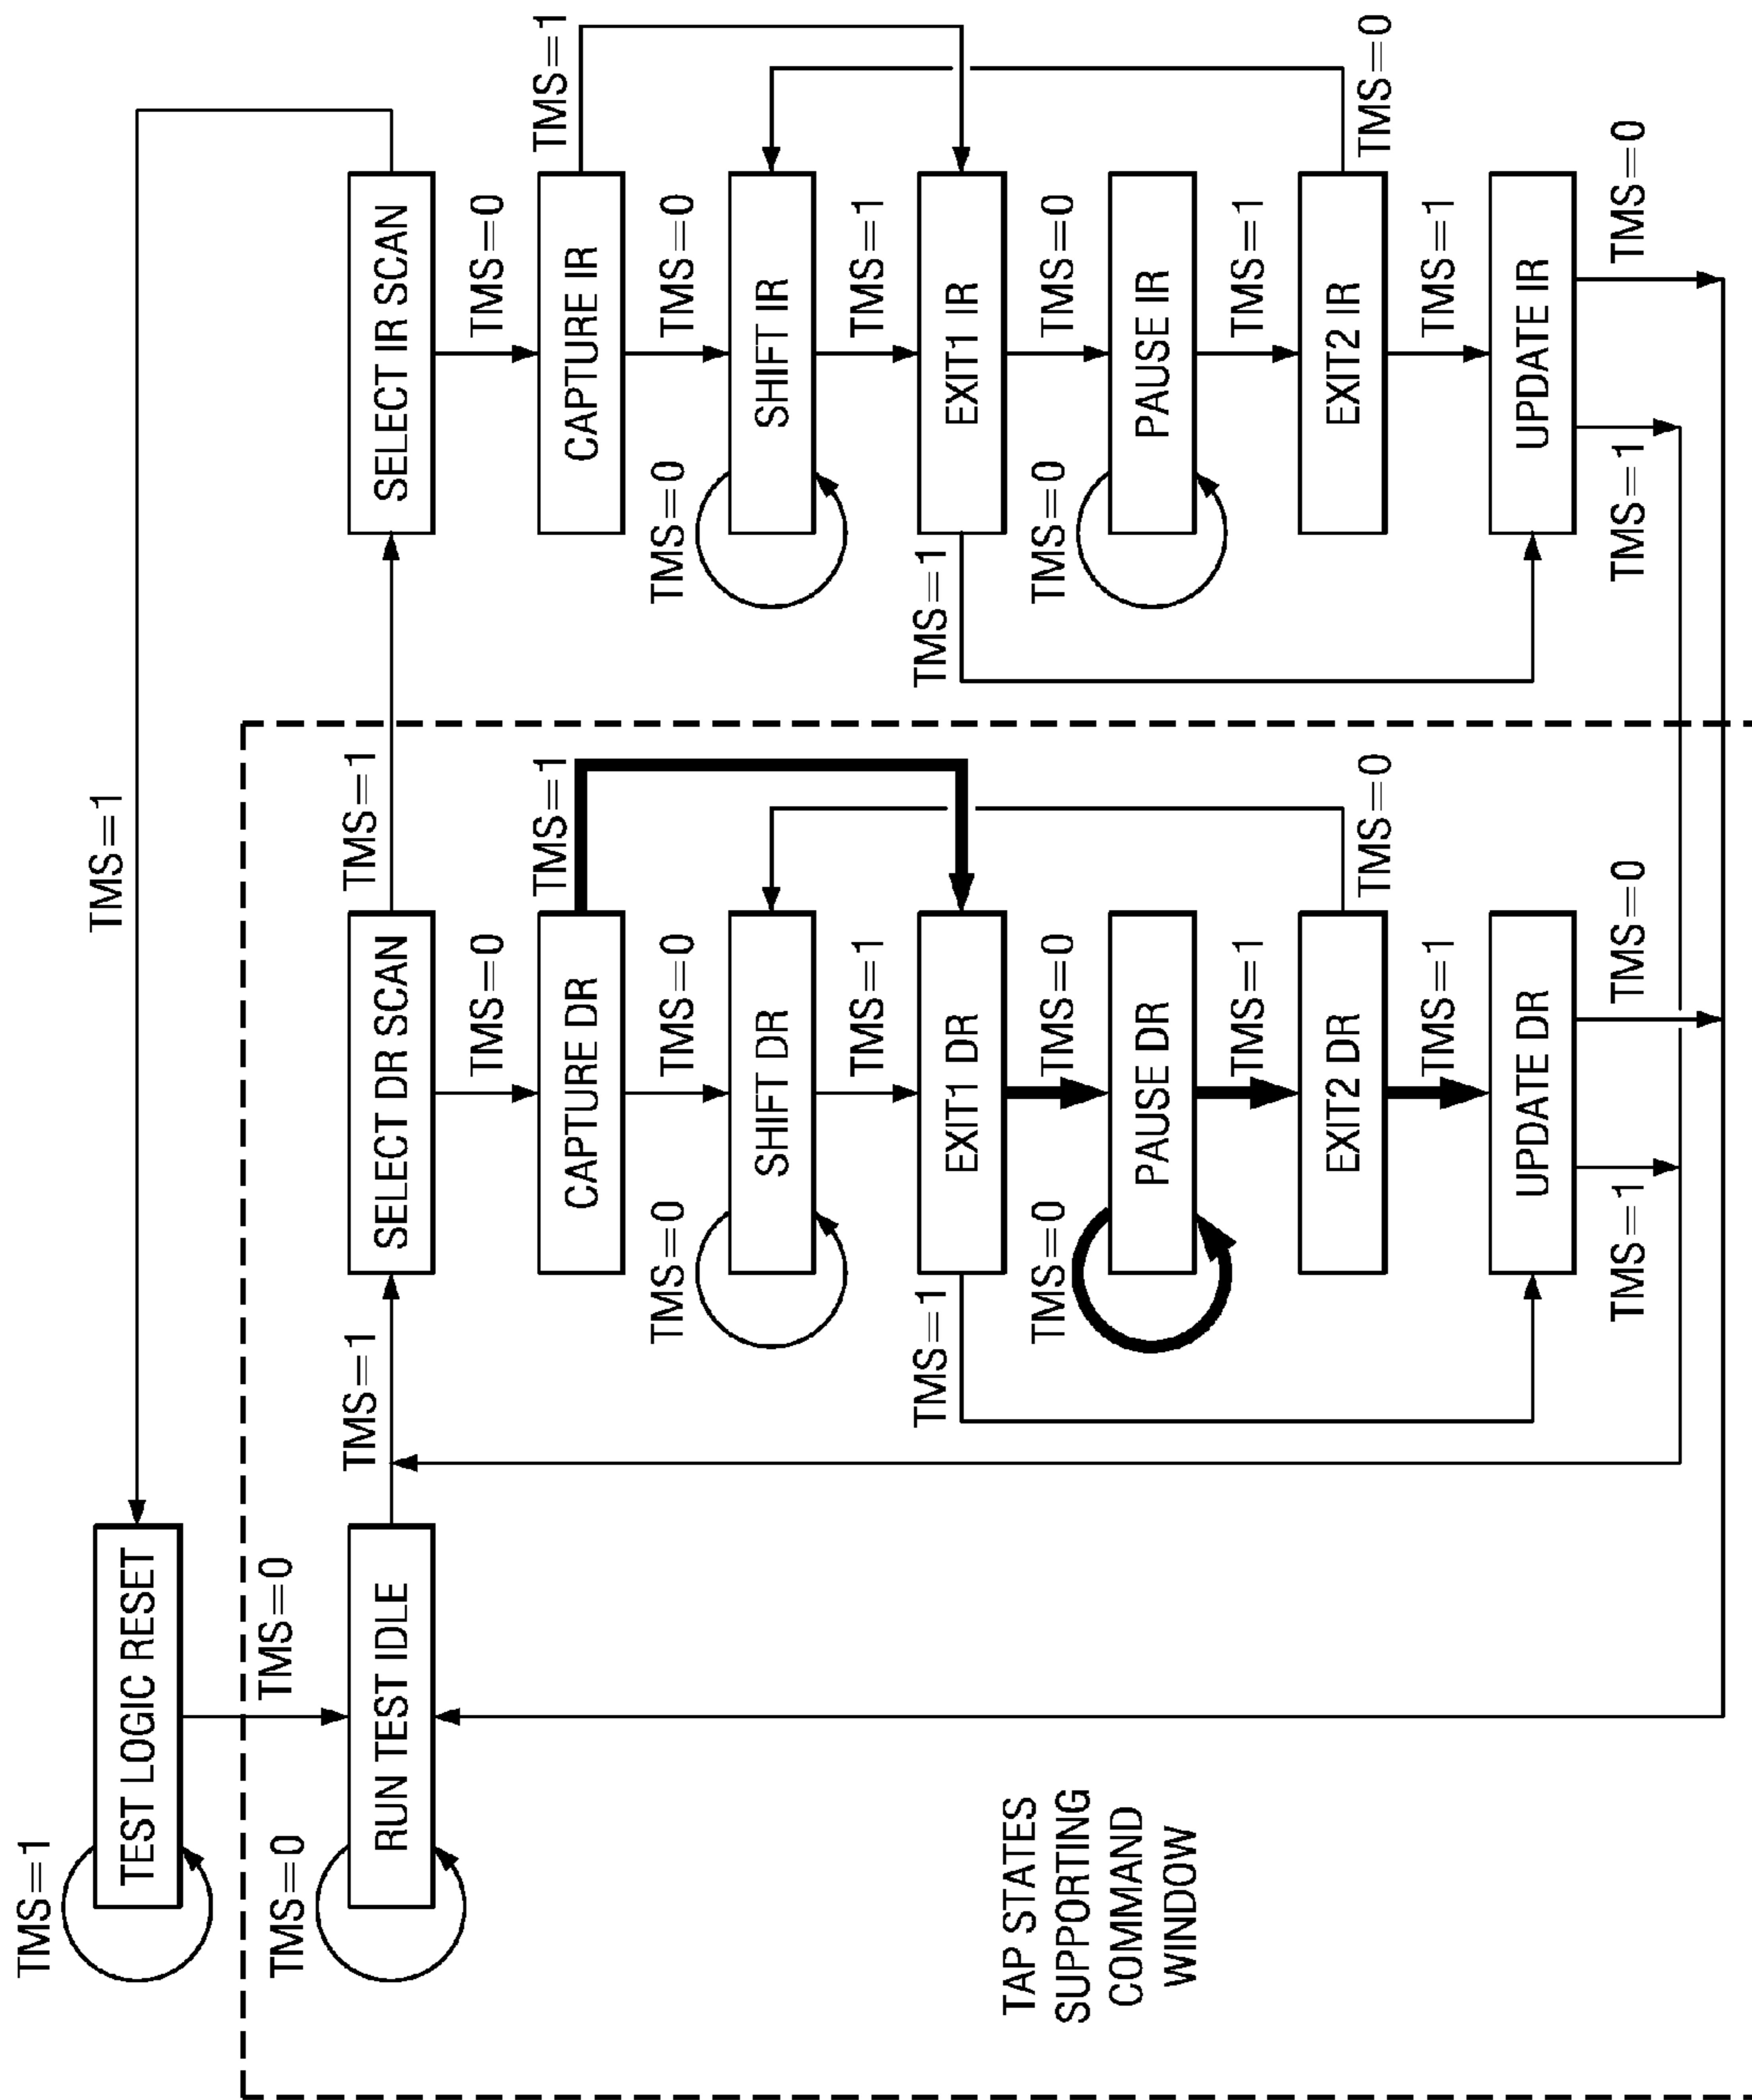 TMS=1
TEST LOGIC RESET
TMS=1
TMS=0
TMS=0
RUN TEST IDLE
TMS=1
SELECT DR SCAN
TMS=1
SELECT IR SCAN
TMS=0
TMS=0
CAPTURE DR
TMS=1
CAPTURE IR
TMS=1
TMS=0
TMS=0
TMS=0
TMS=0
SHIFT DR
SHIFT IR
TMS=1
TMS=1
TMS=1
EXIT1 DR
TMS=1
EXIT1 IR
TMS=0
TMS=0
TMS=0
TMS=0
PAUSE DR
PAUSE IR
TMS=1
TMS=1
EXIT2 DR
TMS=0
EXIT2 IR
TMS=0
TMS=1
TMS=1
UPDATE DR
UPDATE IR
TMS=1
TMS=0
TMS=1
TMS=0
TAP STATES
SUPPORTING
COMMAND
WINDOW